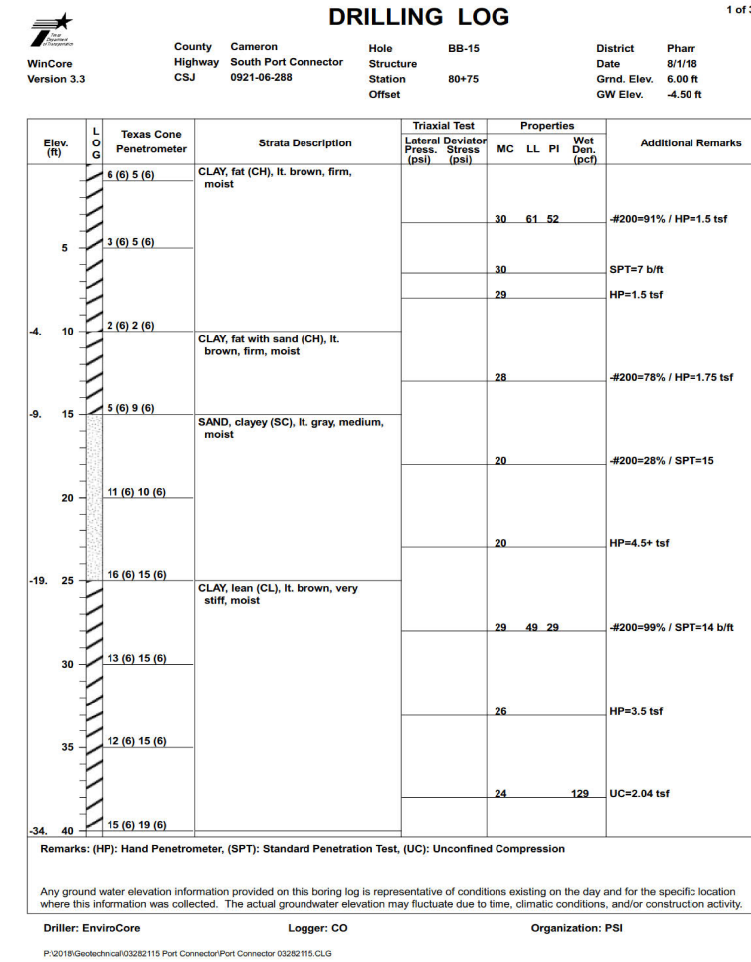 DRILLING LOG
1 of 3
Texas
Department
of Transportation
WinCore
Version 3.3
County Cameron
Highway South Port Connector
CSJ 0921-06-288
Hole BB-15
Structure
Station 80+75
Offset
District Pharr
Date 8/1/18
Grnd. Elev. 6.00 ft
GW Elev. -4.50 ft
Elev.
(ft)
L
O
G
Texas Cone
Penetrometer
Strata Description
Triaxial Test
Lateral Deviator
Press. Stress
(psi) (psi)
Properties
MC LL PI Wet
Den.
(pcf)
Additional Remarks
6 (6) 5 (6)
CLAY, fat (CH), lt. brown, firm,
moist
30 61 52 -#200=91% / HP=1.5 tsf
5 3 (6) 5 (6)
30 SPT=7 b/ft
29 HP=1.5 tsf
-4. 10 2 (6) 2 (6)
CLAY, fat with sand (CH), lt.
brown, firm, moist
28 -#200=78% / HP=1.75 tsf
-9. 15 5 (6) 9 (6)
SAND, clayey (SC), lt. gray, medium,
moist
20 -#200=28% / SPT=15
20 11 (6) 10 (6)
20 HP=4.5+ tsf
-19. 25 16 (6) 15 (6)
CLAY, lean (CL), lt. brown, very
stiff, moist
29 49 29 -#200=99% / SPT=14 b/ft
30 13 (6) 15 (6)
26 HP=3.5 tsf
35 12 (6) 15 (6)
24 129 UC=2.04 tsf
-34. 40 15 (6) 19 (6)
Remarks: (HP): Hand Penetrometer, (SPT): Standard Penetration Test, (UC): Unconfined Compression
Any ground water elevation information provided on this boring log is representative of conditions existing on the day and for the specific location
where this information was collected. The actual groundwater elevation may fluctuate due to time, climatic conditions, and/or construction activity.
Driller: EnviroCore Logger: CO Organization: PSI
P:\2018\Geotechnical\03282115 Port Connector\Port Connector 03282115.CLG